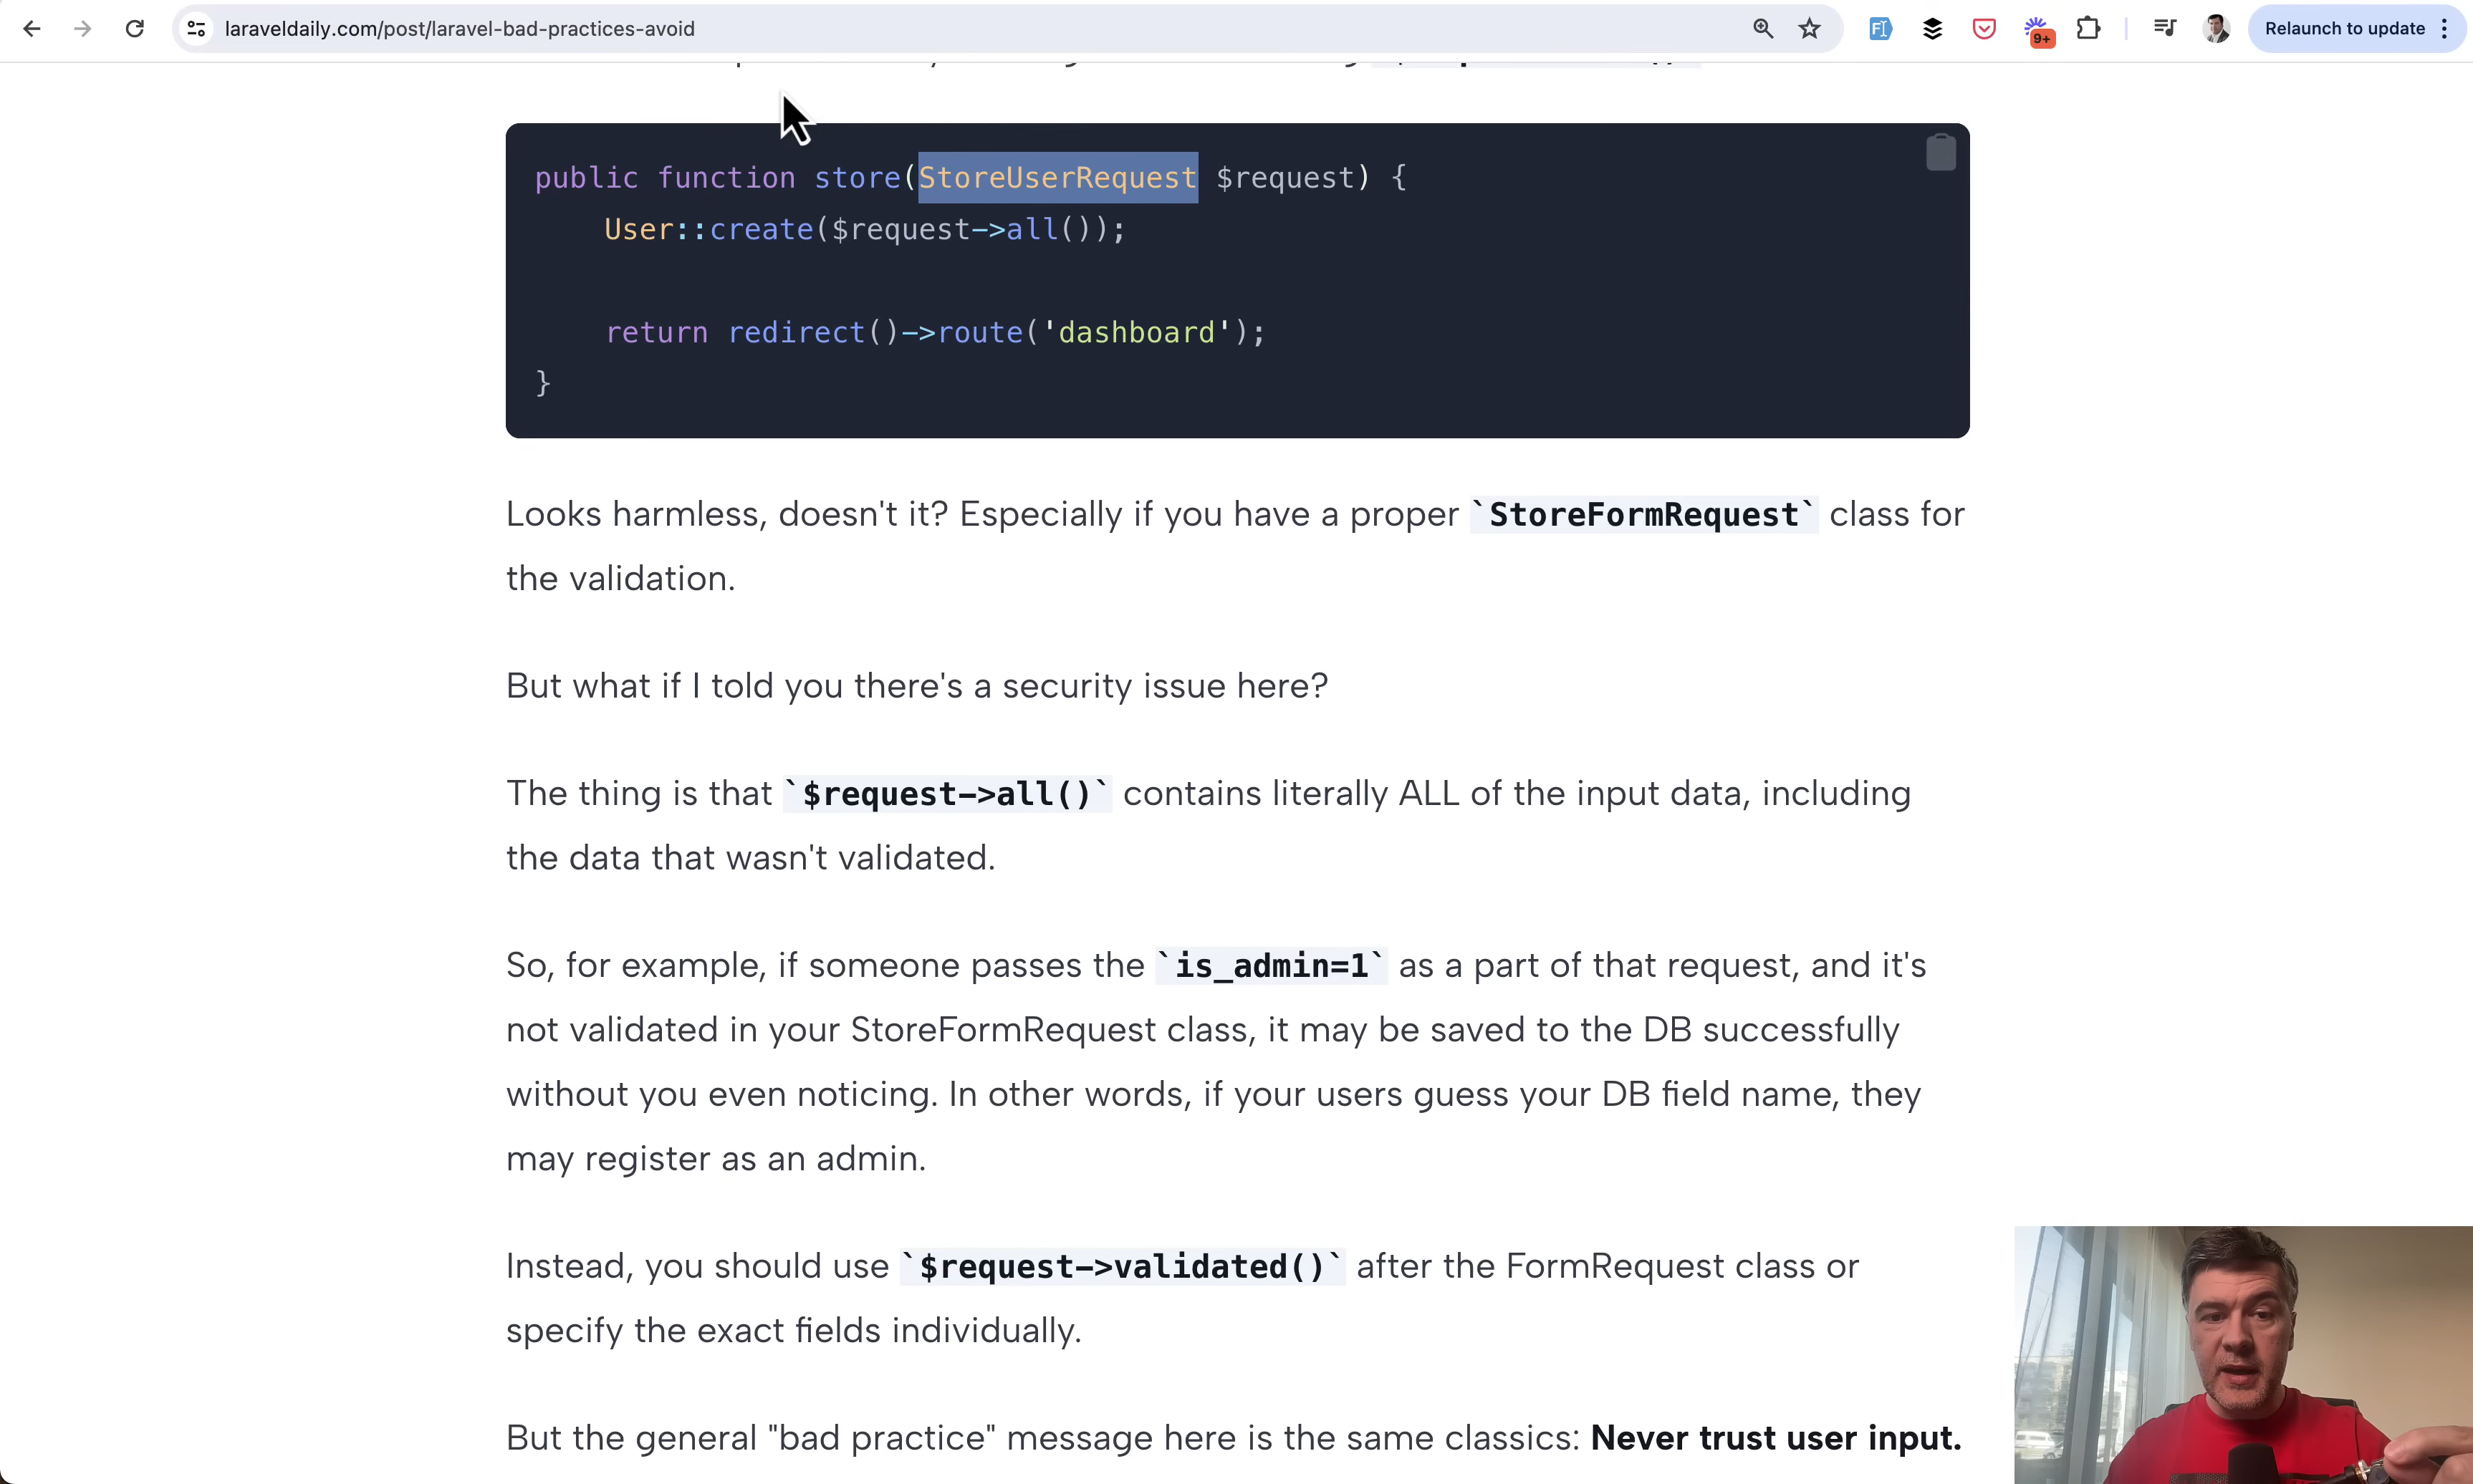 laraveldaily.com/post/laravel-bad-practices-avoid
9+
Relaunch to update
public function store(StoreUserRequest $request) {
User::create($request->all());
return redirect()->route('dashboard');
}
Looks harmless, doesn't it? Especially if you have a proper `StoreFormRequest` class for
the validation.
But what if I told you there's a security issue here?
The thing is that `$request->all()` contains literally ALL of the input data, including
the data that wasn't validated.
So, for example, if someone passes the `is_admin=1` as a part of that request, and it's
not validated in your StoreFormRequest class, it may be saved to the DB successfully
without you even noticing. In other words, if your users guess your DB field name, they
may register as an admin.
Instead, you should use `$request->validated()` after the FormRequest class or
specify the exact fields individually.
But the general "bad practice" message here is the same classics: Never trust user input.